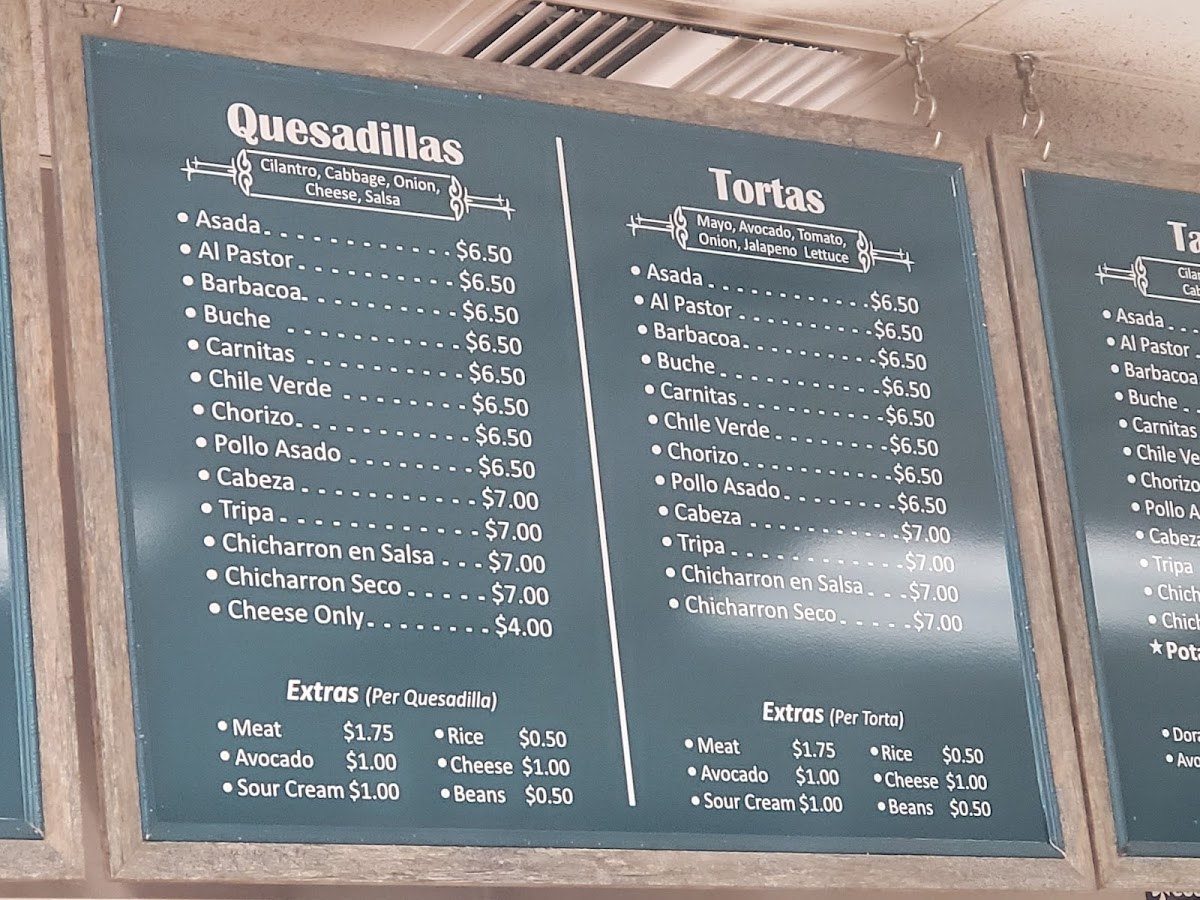 Quesadillas
Cilantro, Cabbage, Onion,
Cheese, Salsa
• Asada. . . . . . . . . . . . . $6.50
• Al Pastor . . . . . . . . . . . $6.50
• Barbacoa. . . . . . . . . . . $6.50
• Buche . . . . . . . . . . . . $6.50
• Carnitas . . . . . . . . . . . $6.50
• Chile Verde . . . . . . . . $6.50
• Chorizo. . . . . . . . . . . . $6.50
• Pollo Asado . . . . . . . . $6.50
• Cabeza . . . . . . . . . . . . $7.00
• Tripa . . . . . . . . . . . . . . $7.00
• Chicharron en Salsa . . . $7.00
• Chicharron Seco . . . . . $7.00
• Cheese Only. . . . . . . . $4.00
Extras (Per Quesadilla)
• Meat $1.75 • Rice $0.50
• Avocado $1.00 • Cheese $1.00
• Sour Cream $1.00 • Beans $0.50
Tortas
Mayo, Avocado, Tomato,
Onion, Jalapeno Lettuce
• Asada . . . . . . . . . . . . $6.50
• Al Pastor . . . . . . . . . . $6.50
• Barbacoa. . . . . . . . . . $6.50
• Buche . . . . . . . . . . . . $6.50
• Carnitas . . . . . . . . . . $6.50
• Chile Verde . . . . . . . . $6.50
• Chorizo . . . . . . . . . . . $6.50
• Pollo Asado . . . . . . . . $6.50
• Cabeza . . . . . . . . . . . $7.00
• Tripa . . . . . . . . . . . . . $7.00
• Chicharron en Salsa . . . $7.00
• Chicharron Seco . . . . . $7.00
Extras (Per Torta)
• Meat $1.75 • Rice $0.50
• Avocado $1.00 • Cheese $1.00
• Sour Cream $1.00 • Beans $0.50
• Asada . . .
• Al Pastor
• Barbacoa
• Buche . .
• Carnitas
• Chile
• Chorizo
• Pollo
• Cabeza
• Tripa